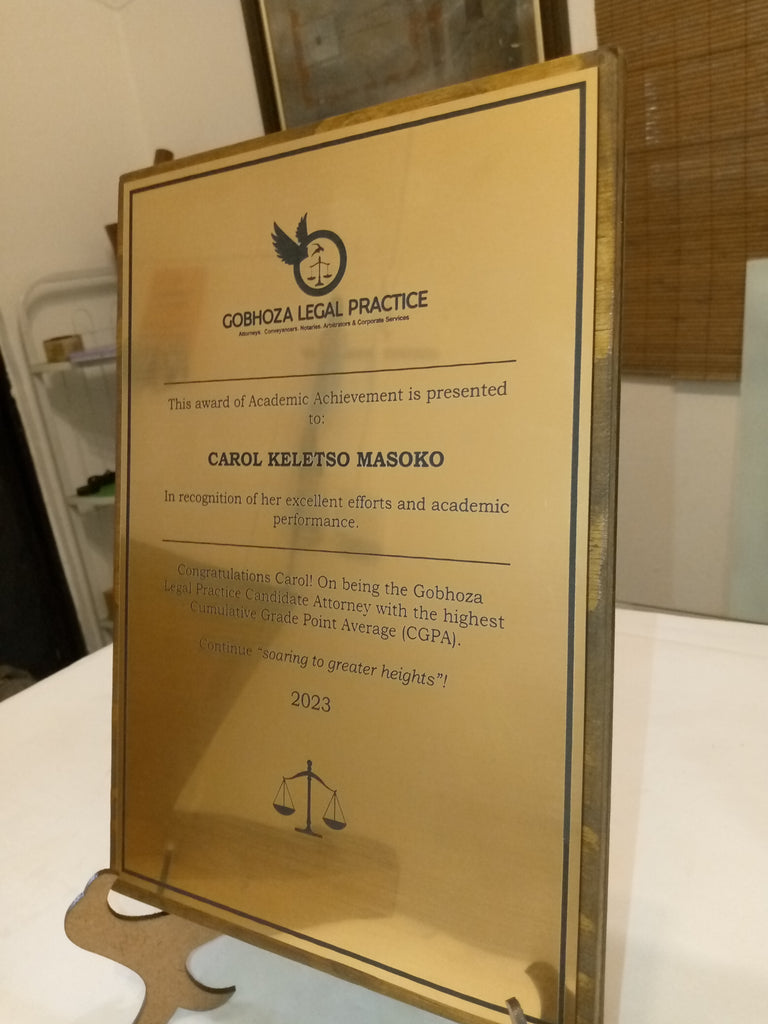 GOBHOZA LEGAL PRACTICE
Attorneys. Conveyancers. Notaries. Arbitrators & Corporate Services
This award of Academic Achievement is presented
to:
CAROL KELETSO MASOKO
In recognition of her excellent efforts and academic
performance.
Congratulations Carol! On being the Gobhoza
Legal Practice Candidate Attorney with the highest
Cumulative Grade Point Average (CGPA).
Continue "soaring to greater heights"!
2023